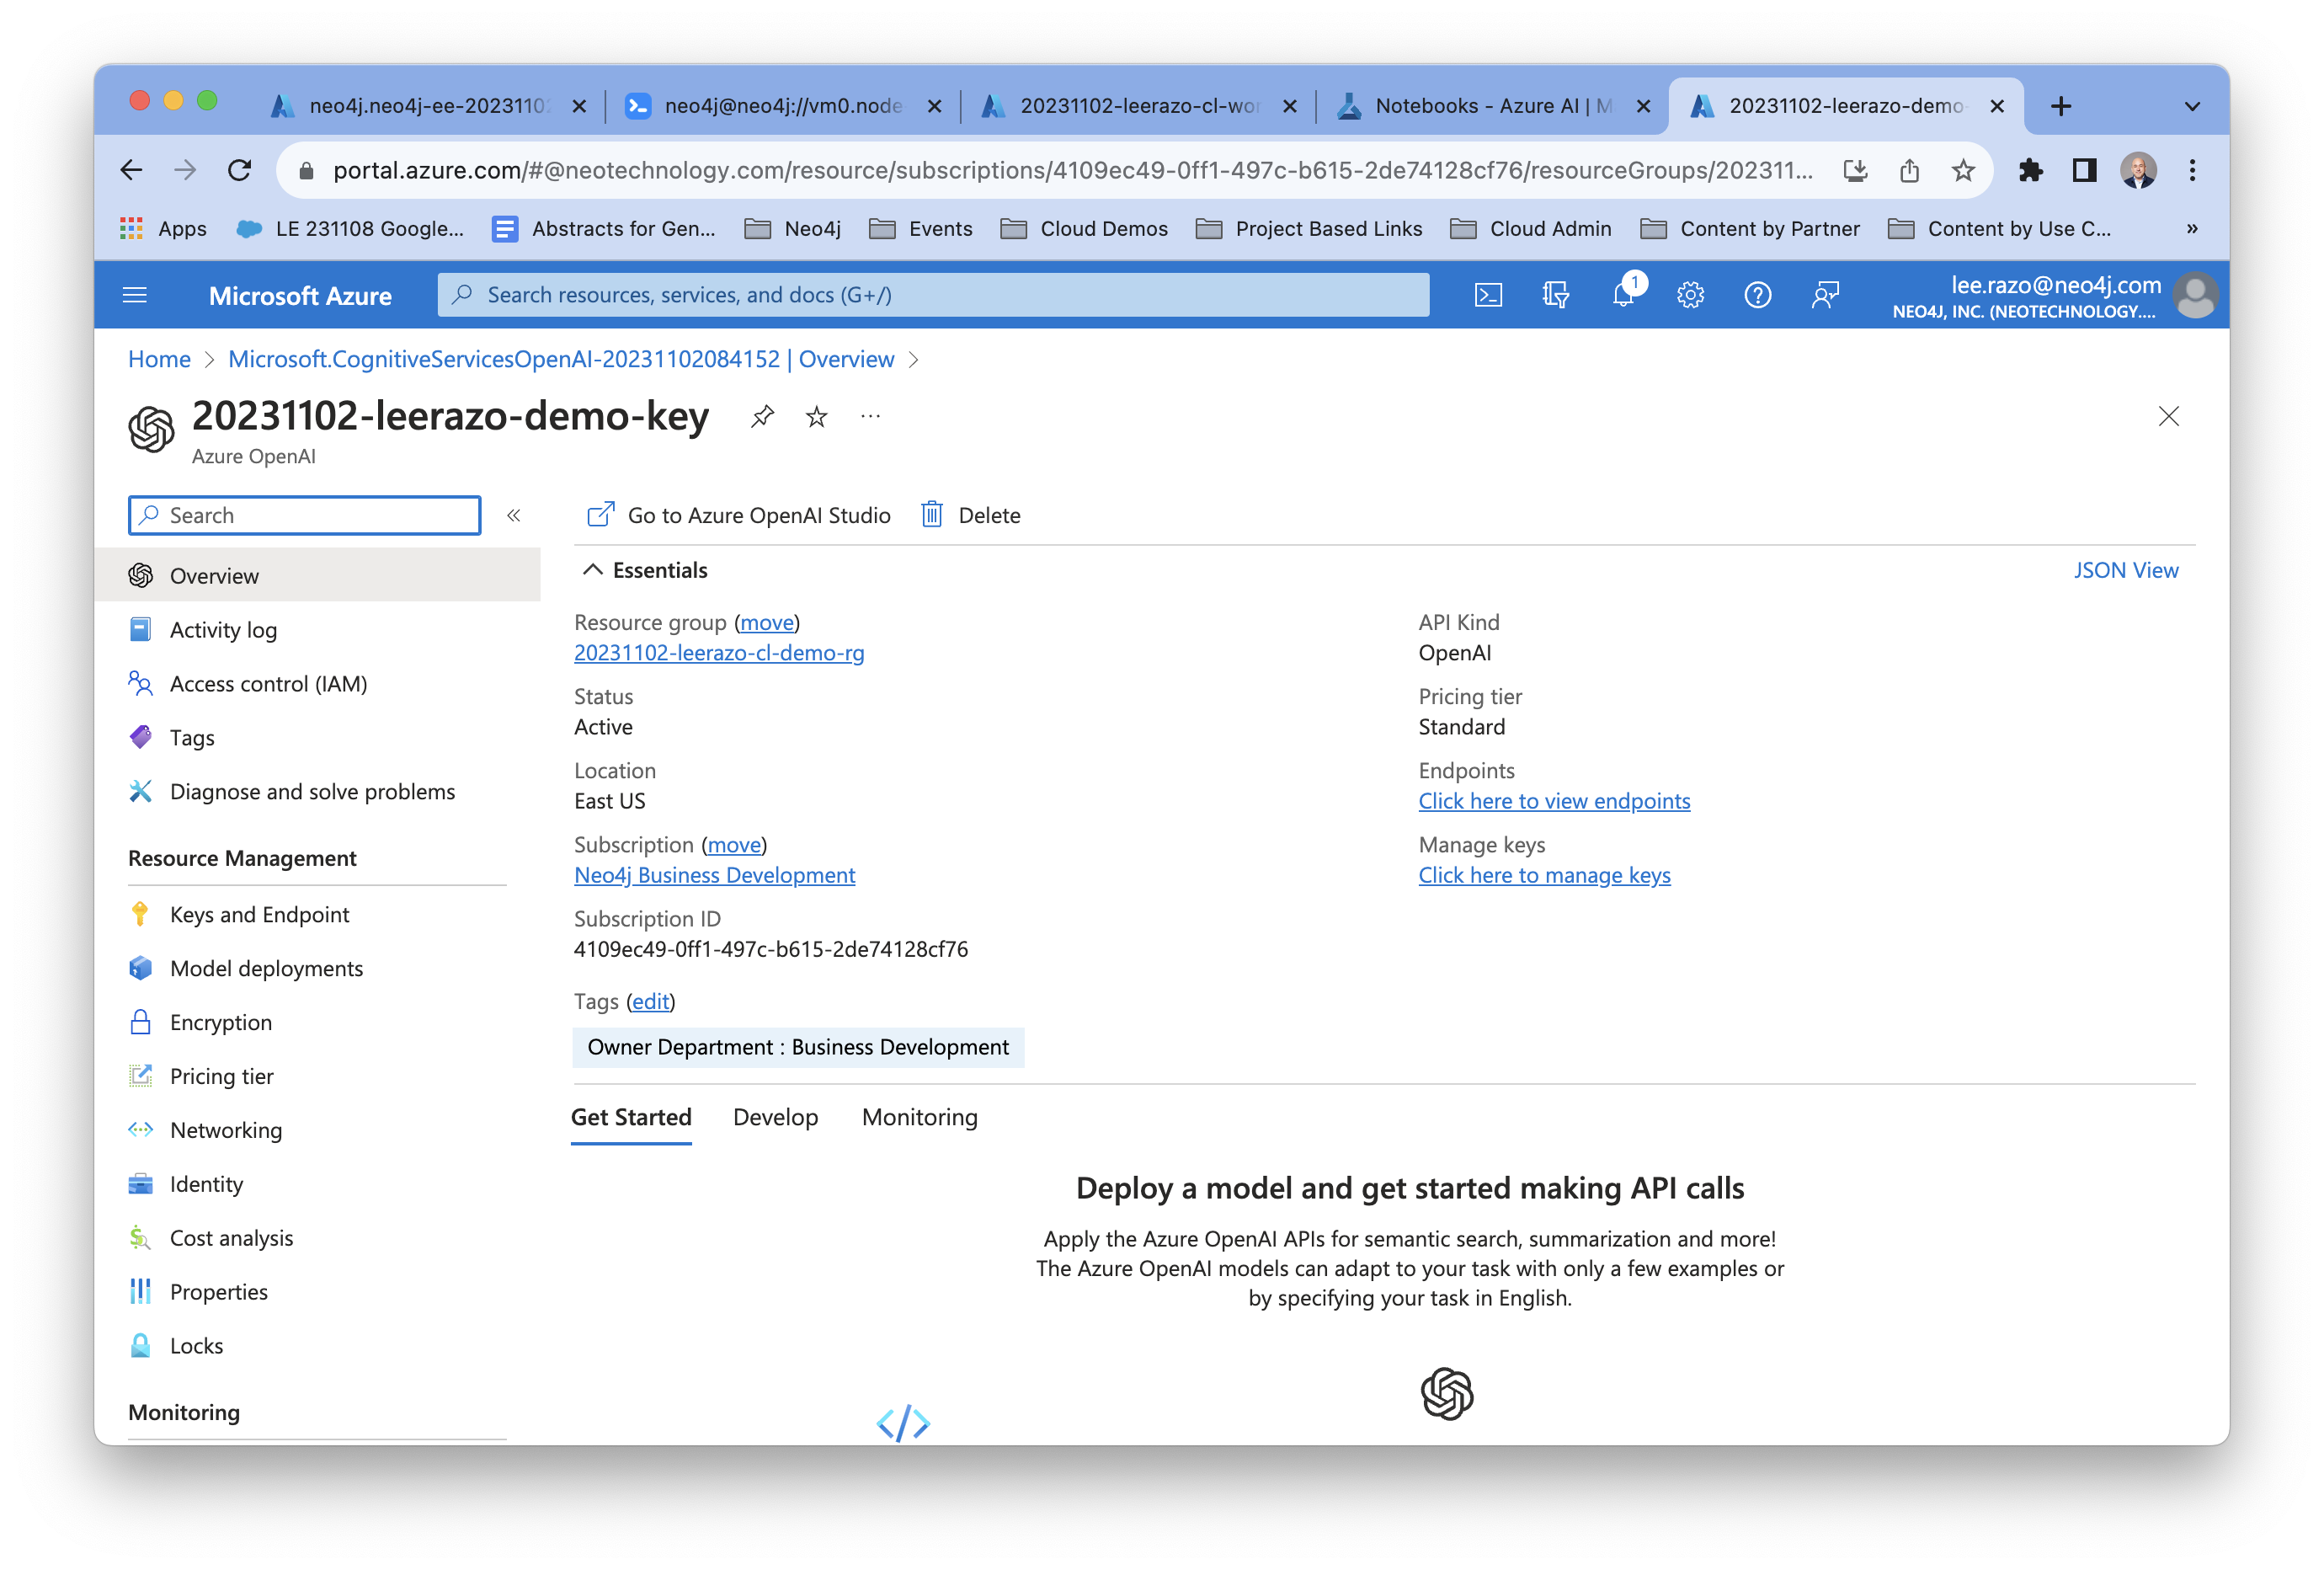 neo4j.neo4j-ee-20231102
neo4j@neo4j://vm0.node
20231102-leerazo-cl-wor
Notebooks - Azure AI | M
20231102-leerazo-demo-
portal.azure.com/#@neotechnology.com/resource/subscriptions/4109ec49-0ff1-497c-b615-2de74128cf76/resourceGroups/202311...
Apps
LE 231108 Google...
Abstracts for Gen...
Neo4j
Events
Cloud Demos
Project Based Links
Cloud Admin
Content by Partner
Content by Use C...
»
Microsoft Azure
Search resources, services, and docs (G+/)
1
lee.razo@neo4j.com
NEO4J, INC. (NEOTECHNOLOGY....
Home > Microsoft.CognitiveServicesOpenAI-20231102084152 | Overview >
20231102-leerazo-demo-key
Azure OpenAI
Search
Overview
Activity log
Access control (IAM)
Tags
Diagnose and solve problems
Resource Management
Keys and Endpoint
Model deployments
Encryption
Pricing tier
Networking
Identity
Cost analysis
Properties
Locks
Monitoring
Go to Azure OpenAI Studio
Delete
Essentials
JSON View
Resource group (move)
20231102-leerazo-cl-demo-rg
Status
Active
Location
East US
Subscription (move)
Neo4j Business Development
Subscription ID
4109ec49-0ff1-497c-b615-2de74128cf76
API Kind
OpenAI
Pricing tier
Standard
Endpoints
Click here to view endpoints
Manage keys
Click here to manage keys
Tags (edit)
Owner Department : Business Development
Get Started
Develop
Monitoring
Deploy a model and get started making API calls
Apply the Azure OpenAI APIs for semantic search, summarization and more!
The Azure OpenAI models can adapt to your task with only a few examples or
by specifying your task in English.